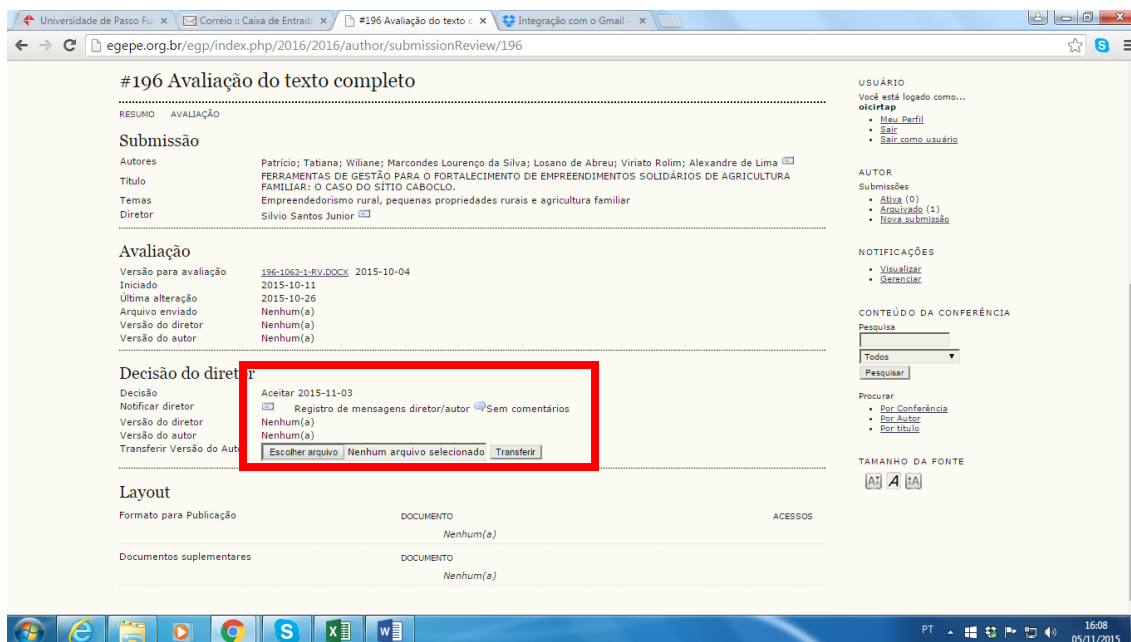 Universidade de Passo Fu
Correio :: Caixa de Entrada
#196 Avaliação do texto c
Integração com o Gmail -
egepe.org.br/egp/index.php/2016/2016/author/submissionReview/196
#196 Avaliação do texto completo
RESUMO AVALIAÇÃO
Submissão
Autores Patrício; Tatiana; Wiliane; Marcondes Lourenço da Silva; Losano de Abreu; Viriato Rolim; Alexandre de Lima
Título FERRAMENTAS DE GESTÃO PARA O FORTALECIMENTO DE EMPREENDIMENTOS SOLIDÁRIOS DE AGRICULTURA
FAMILIAR: O CASO DO SÍTIO CABOCLO.
Temas Empreendedorismo rural, pequenas propriedades rurais e agricultura familiar
Diretor Silvio Santos Junior
Avaliação
Versão para avaliação 196-1063-1-RV.DOCX 2015-10-04
Iniciado 2015-10-11
Última alteração 2015-10-26
Arquivo enviado Nenhum(a)
Versão do diretor Nenhum(a)
Versão do autor Nenhum(a)
Decisão do diretor
Decisão Aceitar 2015-11-03
Notificar diretor Registro de mensagens diretor/autor Sem comentários
Versão do diretor Nenhum(a)
Versão do autor Nenhum(a)
Transferir Versão do Auto Escolher arquivo Nenhum arquivo selecionado Transferir
Layout
Formato para Publicação DOCUMENTO ACESSOS
Nenhum(a)
Documentos suplementares DOCUMENTO
Nenhum(a)
USUÁRIO
Você está logado como...
oicirtap
Meu Perfil
Sair
Sair como usuário
AUTOR
Submissões
Ativa (0)
Arquivado (1)
Nova submissão
NOTIFICAÇÕES
Visualizar
Gerenciar
CONTEÚDO DA CONFERÊNCIA
Pesquisa
Todos
Pesquisar
Procurar
Por Conferência
Por Autor
Por título
TAMANHO DA FONTE
PT
16:08
05/11/2015